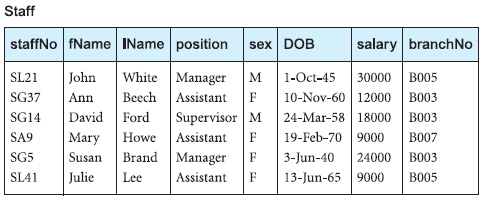 Staff
staffNo fName lName position sex DOB salary branchNo
SL21 John White Manager M 1-Oct-45 30000 B005
SG37 Ann Beech Assistant F 10-Nov-60 12000 B003
SG14 David Ford Supervisor M 24-Mar-58 18000 B003
SA9 Mary Howe Assistant F 19-Feb-70 9000 B007
SG5 Susan Brand Manager F 3-Jun-40 24000 B003
SL41 Julie Lee Assistant F 13-Jun-65 9000 B005